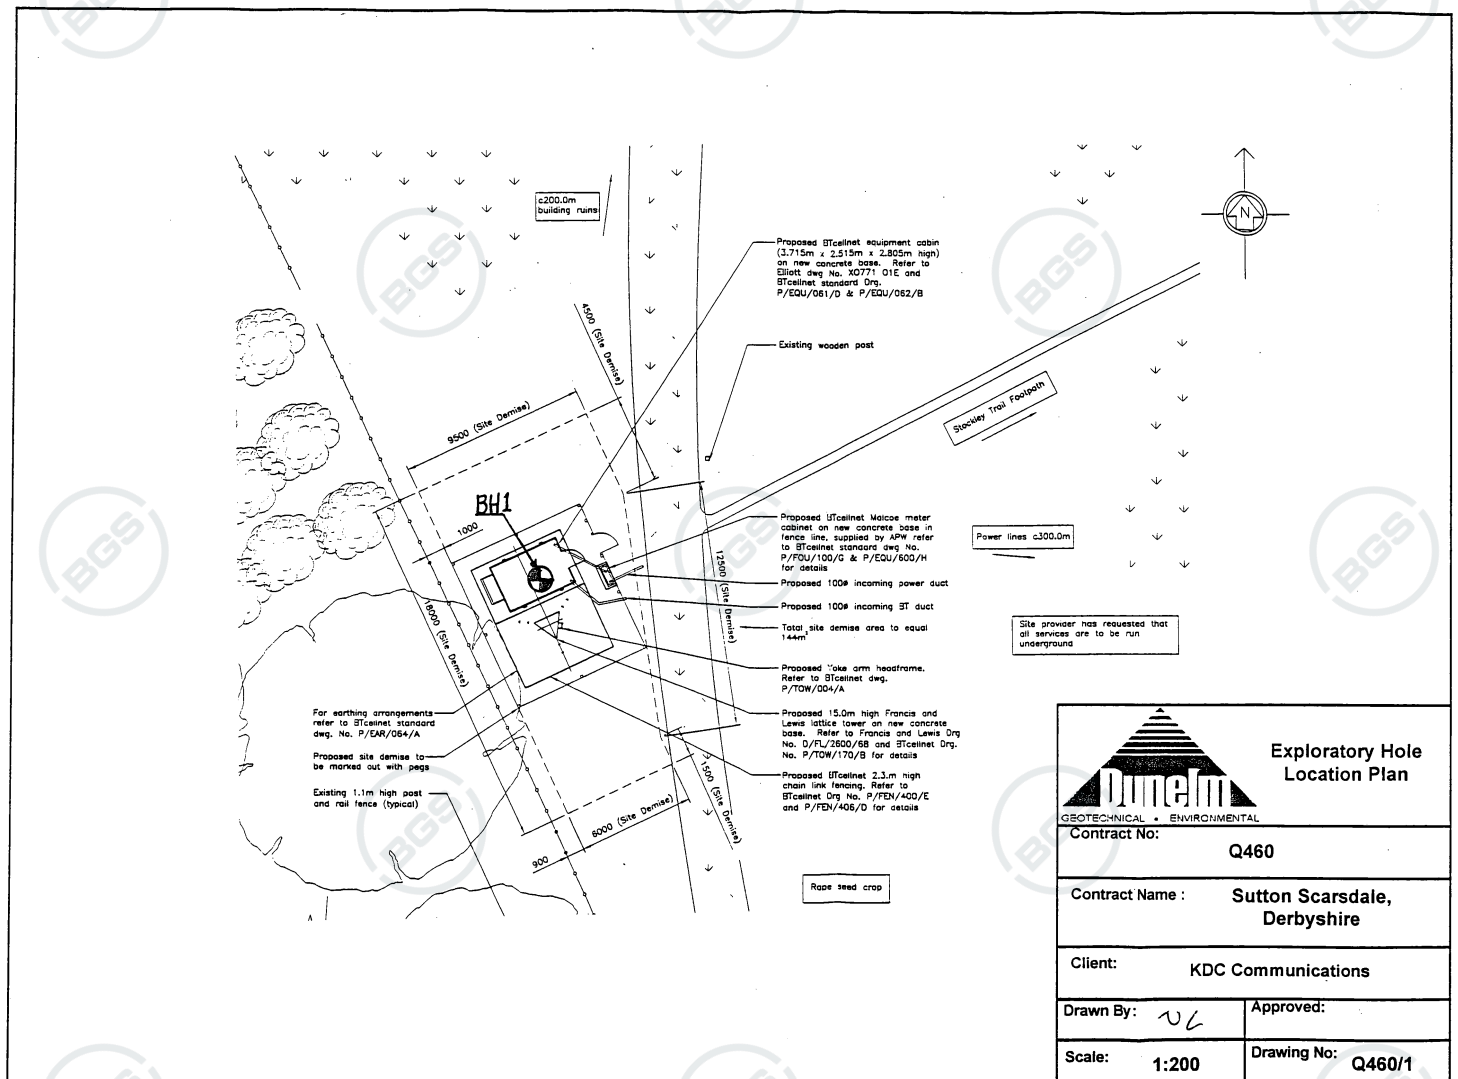 c200.0m
building ruins
Proposed BTcellnet equipment cabin
(3.715m x 2.515m x 2.805m high)
on new concrete base. Refer to
Elliott dwg No. X0771 01E and
BTcellnet standard Drg.
P/EQU/061/D & P/EQU/062/B
N
4500 (Site Demise)
Existing wooden post
Stockley Trail Footpath
9500 (Site Demise)
BH1
1000
Proposed BTcellnet Malcoe meter
cabinet on new concrete base in
fence line, supplied by APW refer
to BTcellnet standard dwg No.
P/FOU/100/G & P/EQU/600/H
for details
Power lines c300.0m
12500 (Site Demise)
Proposed 100ø incoming power duct
Proposed 100ø incoming BT duct
18000 (Site Demise)
Total site demise area to equal
144m²
Site provider has requested that
all services are to be run
underground
Proposed Yoke arm headframe.
Refer to BTcellnet dwg.
P/TOW/004/A
For earthing arrangements
refer to BTcellnet standard
dwg. No. P/EAR/064/A
Proposed 15.0m high Francis and
Lewis lattice tower on new concrete
base. Refer to Francis and Lewis Drg
No. D/FL/2600/68 and BTcellnet Drg.
No. P/TOW/170/B for details
Proposed site demise to
be marked out with pegs
1500 (Site Demise)
Proposed BTcellnet 2.3.m high
chain link fencing. Refer to
BTcellnet Drg No. P/FEN/400/E
and P/FEN/406/D for details
Existing 1.1m high post
and rail fence (typical)
6000 (Site Demise)
900
Rape seed crop
Dunelm
GEOTECHNICAL • ENVIRONMENTAL
Exploratory Hole
Location Plan
Contract No:
Q460
Contract Name :
Sutton Scarsdale,
Derbyshire
Client:
KDC Communications
Drawn By:
NL
Approved:
Scale:
1:200
Drawing No:
Q460/1
BGS
BGS
BGS
BGS
BGS
BGS
BGS
BGS
BGS
BGS